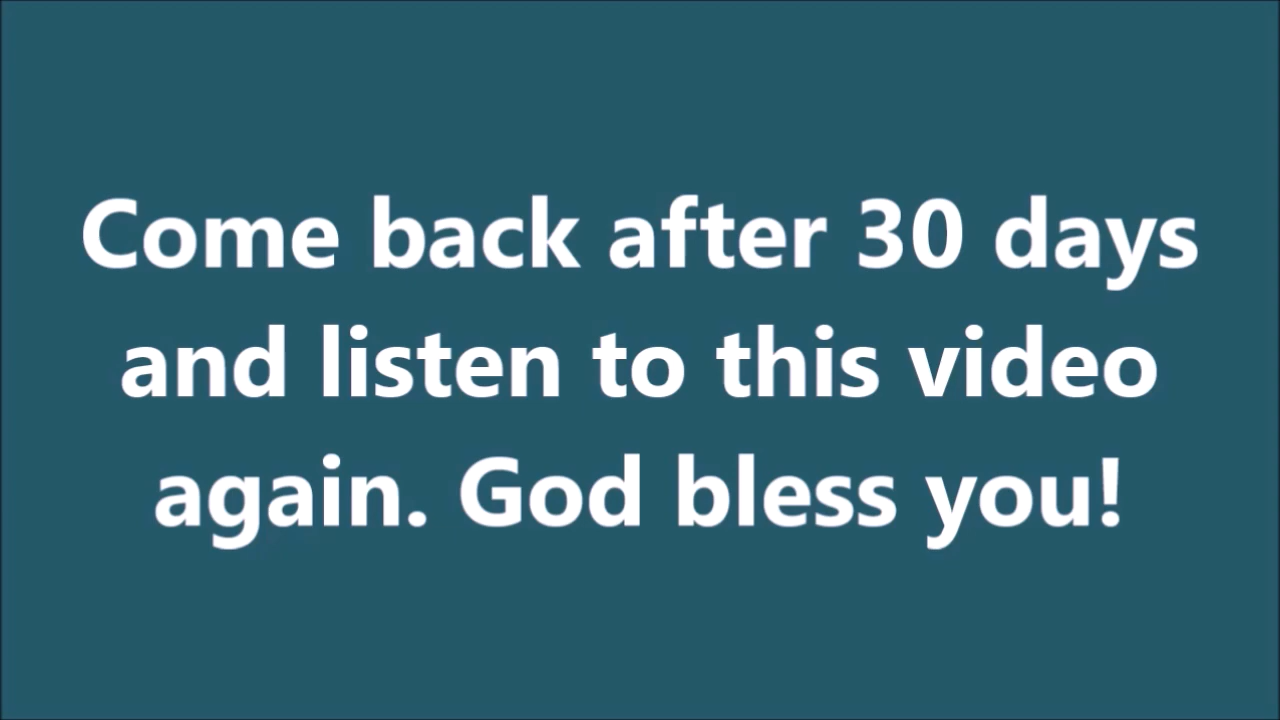 Come back after 30 days
and listen to this video
again. God bless you!